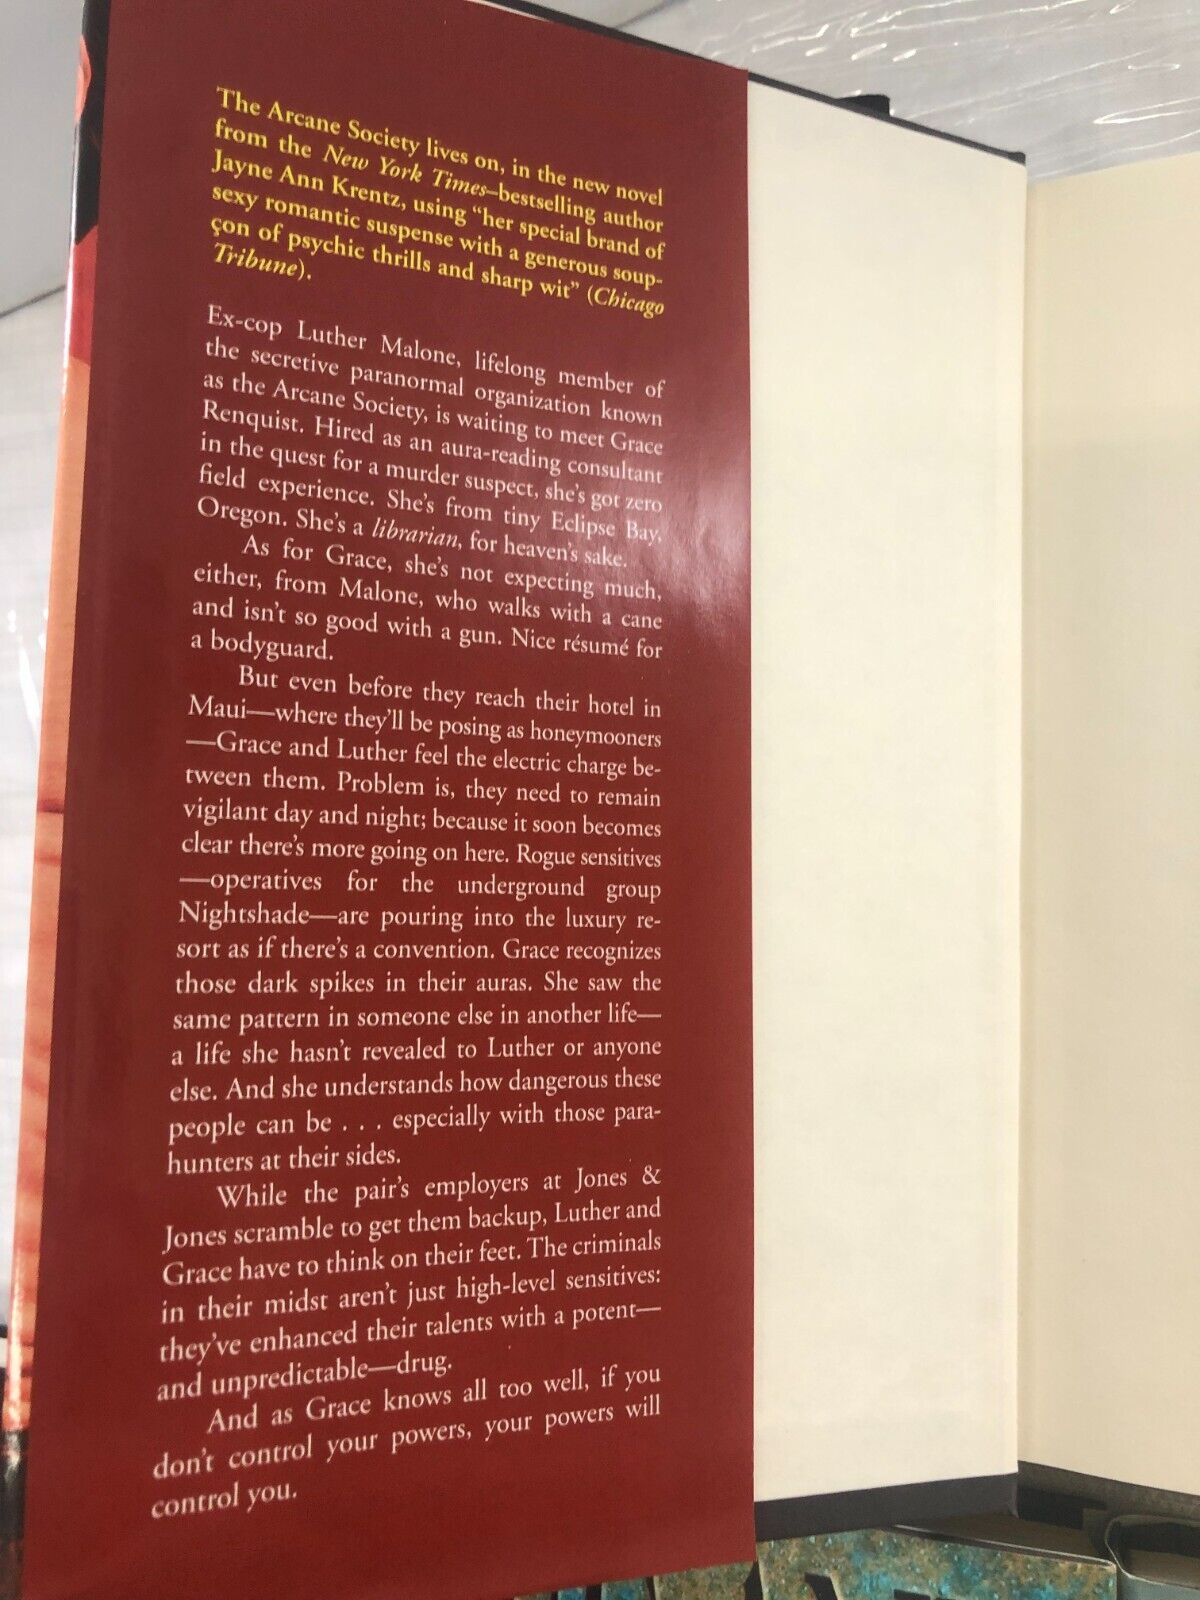 The Arcane Society lives on, in the new novel
from the New York Times–bestselling author
Jayne Ann Krentz, using “her special brand of
sexy romantic suspense with a generous soup-
çon of psychic thrills and sharp wit” (Chicago
Tribune).
Ex-cop Luther Malone, lifelong member of
the secretive paranormal organization known
as the Arcane Society, is waiting to meet Grace
Renquist. Hired as an aura-reading consultant
in the quest for a murder suspect, she’s got zero
field experience. She’s from tiny Eclipse Bay,
Oregon. She’s a librarian, for heaven’s sake.
As for Grace, she’s not expecting much,
either, from Malone, who walks with a cane
and isn’t so good with a gun. Nice résumé for
a bodyguard.
But even before they reach their hotel in
Maui—where they’ll be posing as honeymooners
—Grace and Luther feel the electric charge be-
tween them. Problem is, they need to remain
vigilant day and night; because it soon becomes
clear there’s more going on here. Rogue sensitives
—operatives for the underground group
Nightshade—are pouring into the luxury re-
sort as if there’s a convention. Grace recognizes
those dark spikes in their auras. She saw the
same pattern in someone else in another life—
a life she hasn’t revealed to Luther or anyone
else. And she understands how dangerous these
people can be . . . especially with those para-
hunters at their sides.
While the pair’s employers at Jones &
Jones scramble to get them backup, Luther and
Grace have to think on their feet. The criminals
in their midst aren’t just high-level sensitives:
they’ve enhanced their talents with a potent—
and unpredictable—drug.
And as Grace knows all too well, if you
don’t control your powers, your powers will
control you.